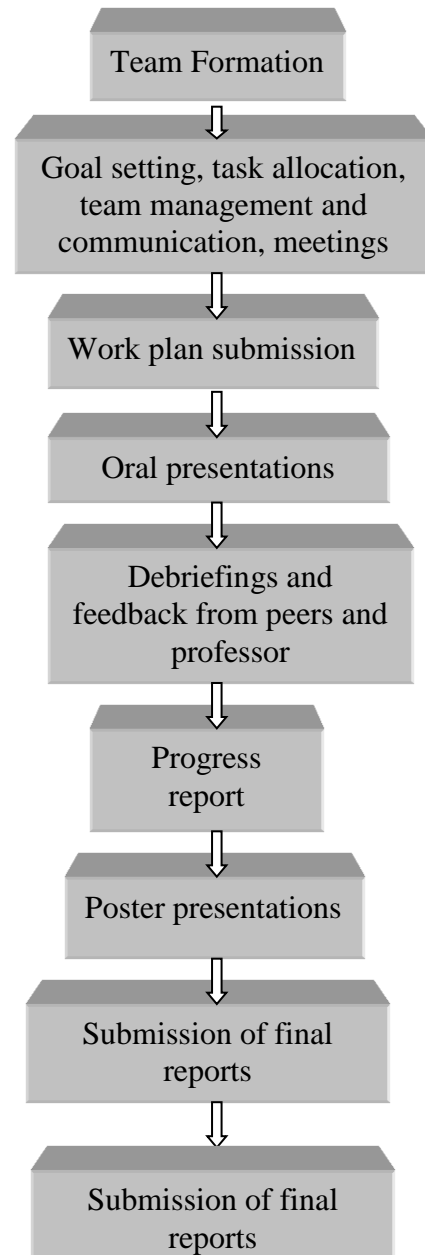 Team Formation
Goal setting, task allocation,
team management and
communication, meetings
Work plan submission
Oral presentations
Debriefings and
feedback from peers and
professor
Progress
report
Poster presentations
Submission of final
reports
Submission of final
reports